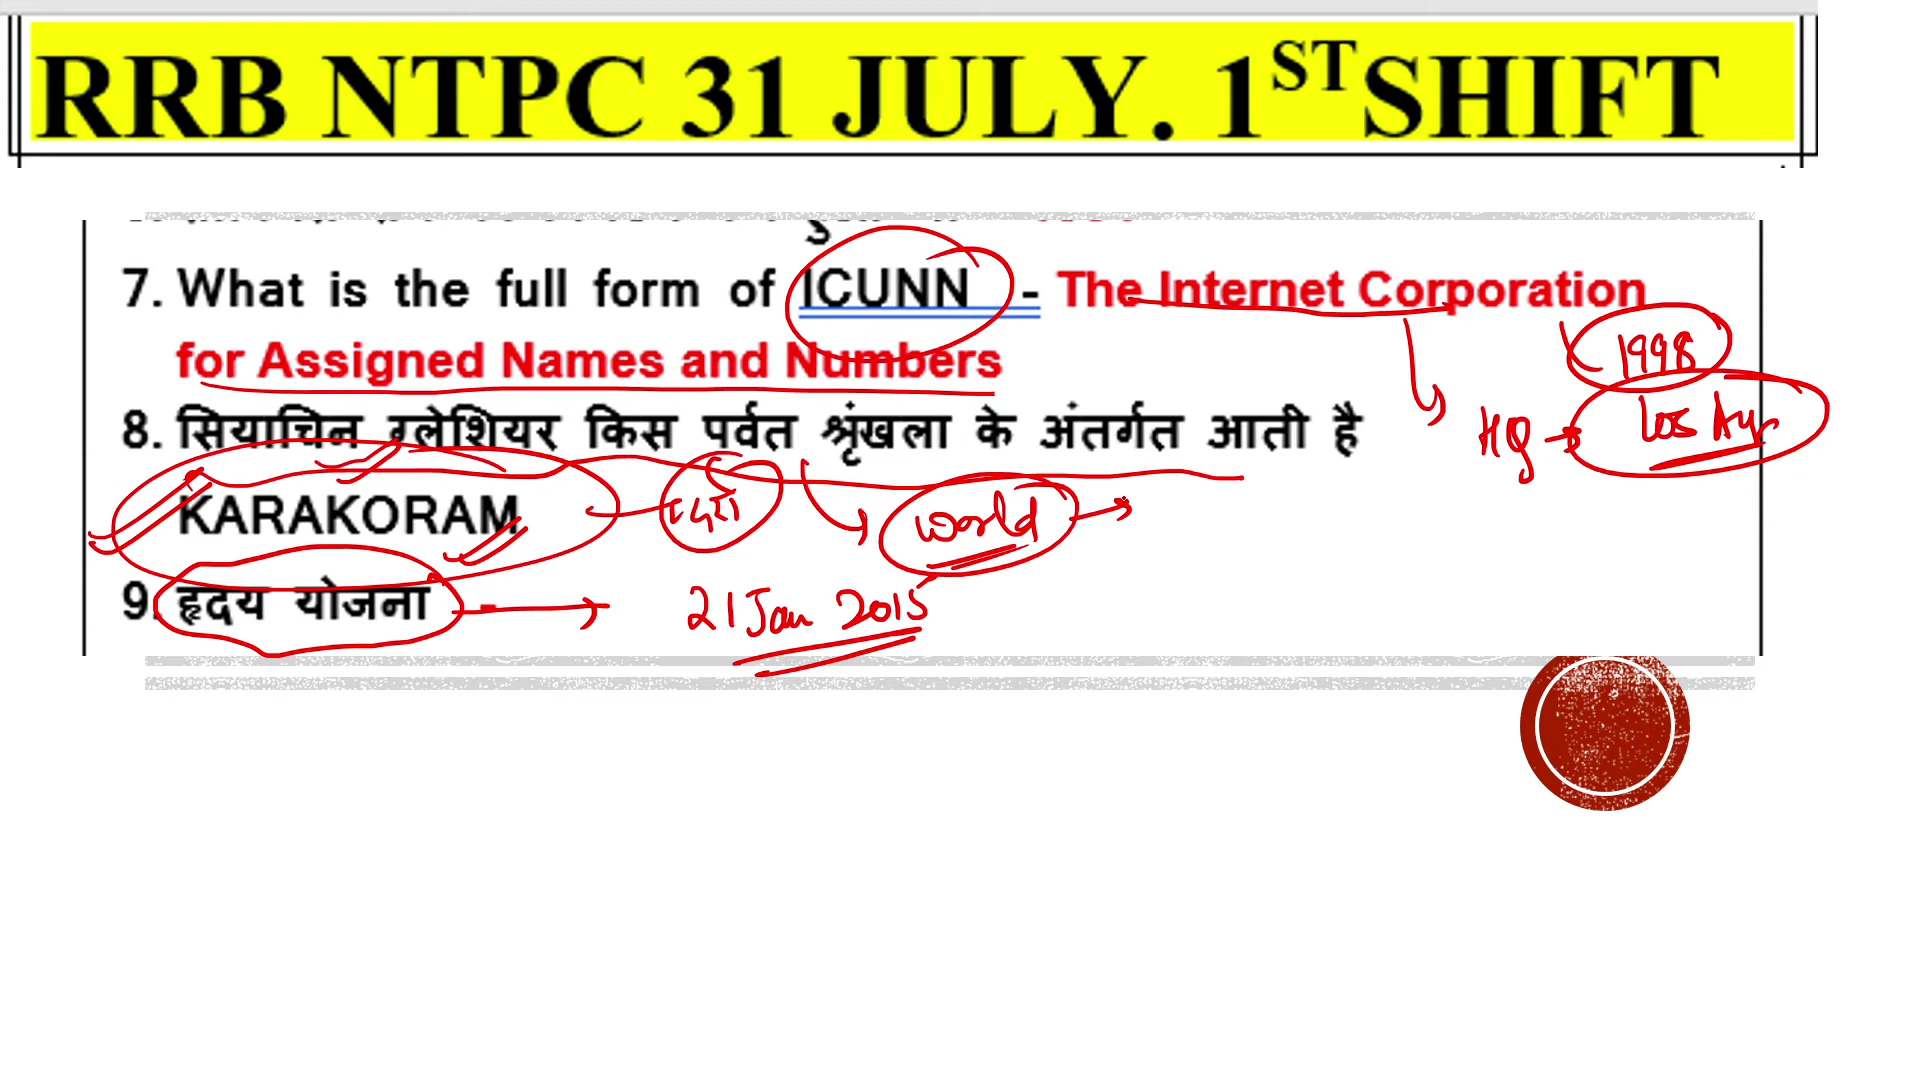 RRB NTPC 31 JULY. 1ST SHIFT
7. What is the full form of ICUNN - The Internet Corporation
for Assigned Names and Numbers
1998
8. सियाचिन ग्लेशियर किस पर्वत श्रृंखला के अंतर्गत आती है
HQ → Los
KARAKORAM
दर्रा
world
9. हृदय योजना -
21 Jan 2015